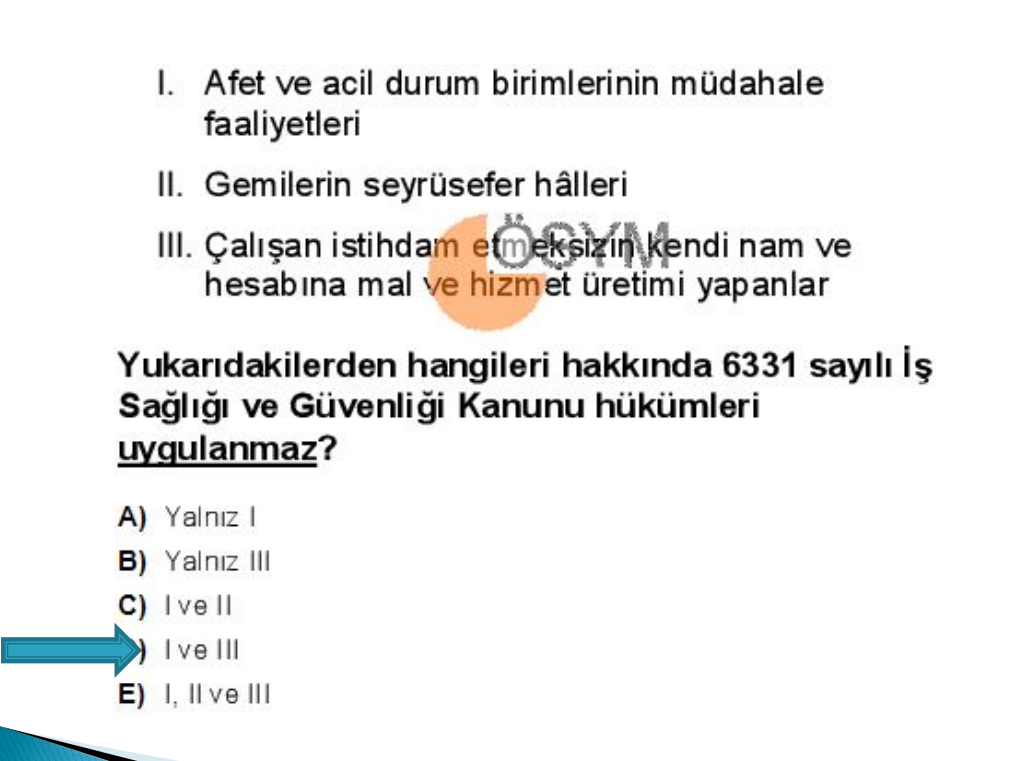 I. Afet ve acil durum birimlerinin müdahale
faaliyetleri
II. Gemilerin seyrüsefer hâlleri
III. Çalışan istihdam etmeksizin kendi nam ve
hesabına mal ve hizmet üretimi yapanlar
ÖSYM
Yukarıdakilerden hangileri hakkında 6331 sayılı İş
Sağlığı ve Güvenliği Kanunu hükümleri
uygulanmaz?
A) Yalnız I
B) Yalnız III
C) I ve II
) I ve III
E) I, II ve III